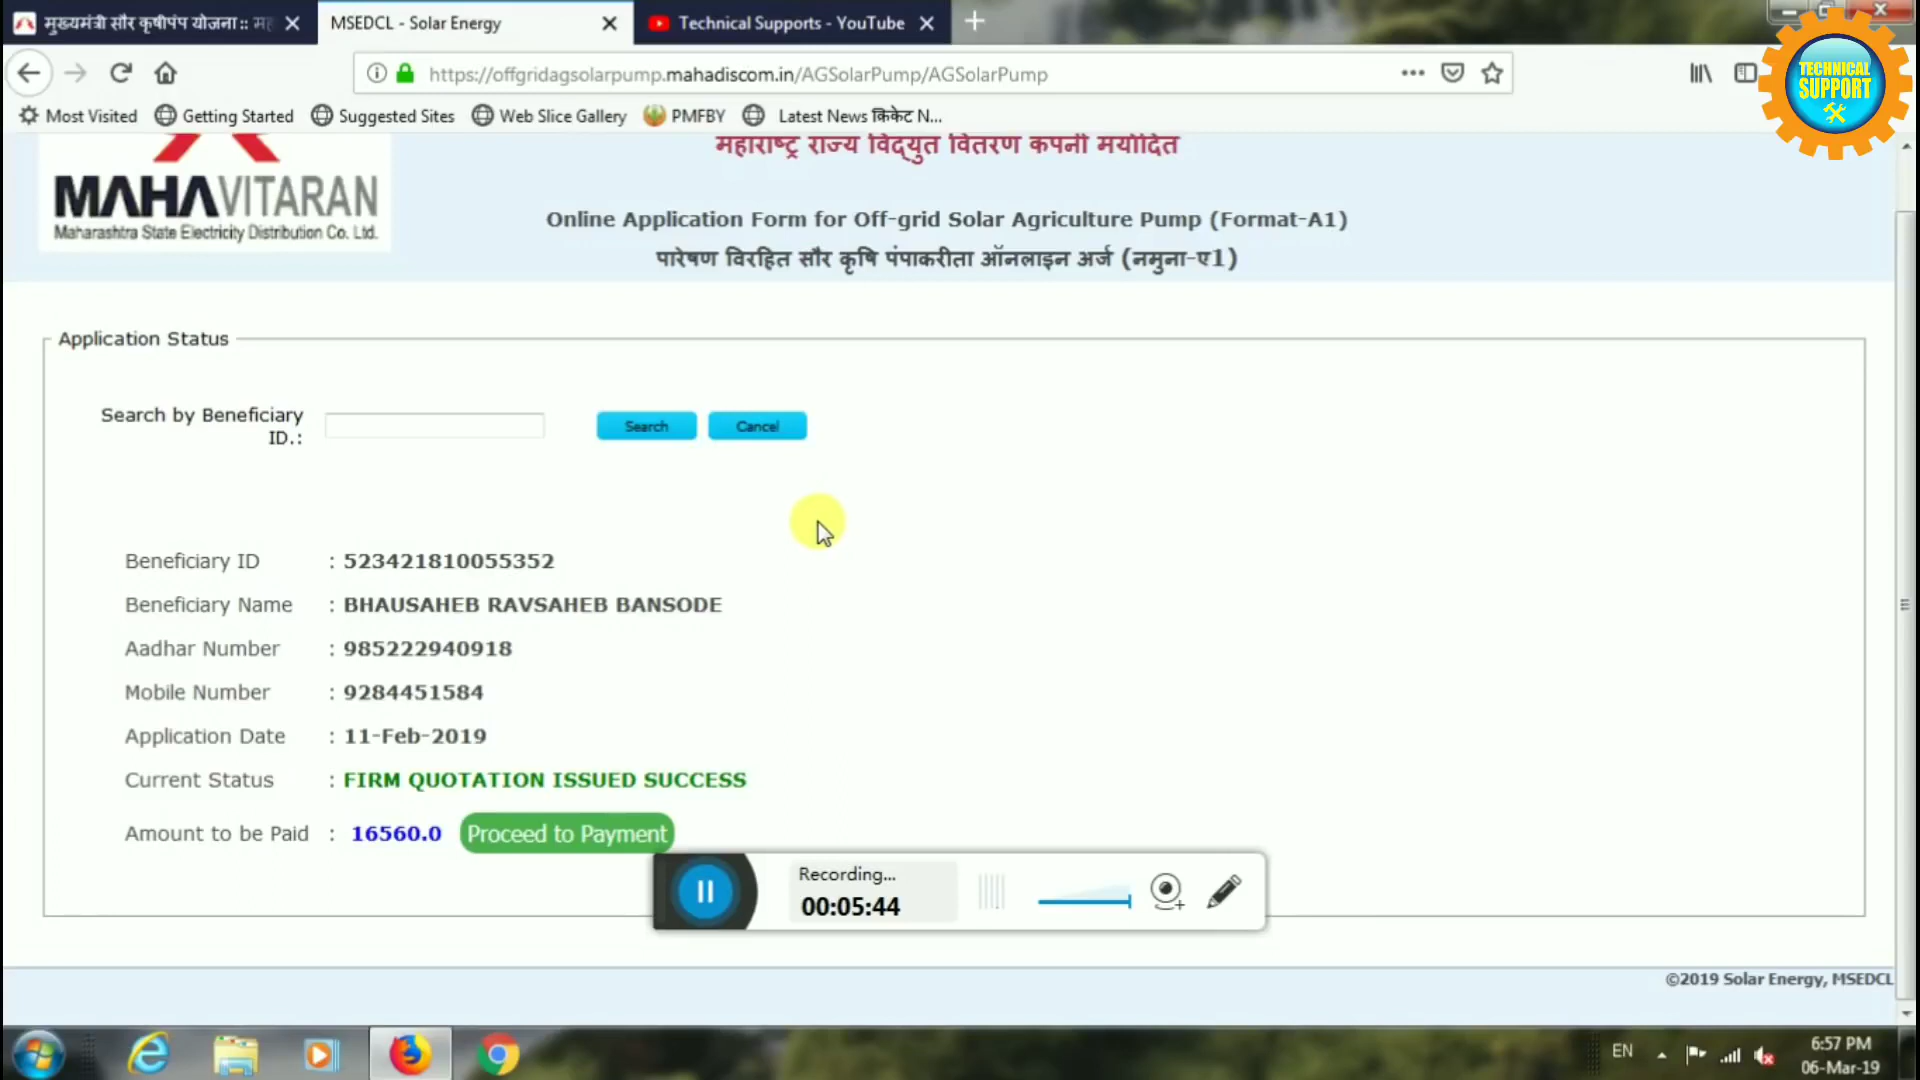 मुख्यमंत्री सौर कृषीपंप योजना :: मह
MSEDCL - Solar Energy
Technical Supports - YouTube
https://offgridagsolarpump.mahadiscom.in/AGSolarPump/AGSolarPump
TECHNICAL
SUPPORT
Most Visited
Getting Started
Suggested Sites
Web Slice Gallery
PMFBY
Latest News क्रिकेट N...
महाराष्ट्र राज्य विद्युत वितरण कंपनी मर्यादित
MAHAVITARAN
Maharashtra State Electricity Distribution Co. Ltd.
Online Application Form for Off-grid Solar Agriculture Pump (Format-A1)
पारेषण विरहित सौर कृषि पंपाकरीता ऑनलाइन अर्ज (नमुना-ए1)
Application Status
Search by Beneficiary
ID.:
Search
Cancel
Beneficiary ID : 523421810055352
Beneficiary Name : BHAUSAHEB RAVSAHEB BANSODE
Aadhar Number : 985222940918
Mobile Number : 9284451584
Application Date : 11-Feb-2019
Current Status : FIRM QUOTATION ISSUED SUCCESS
Amount to be Paid : 16560.0 Proceed to Payment
Recording...
00:05:44
©2019 Solar Energy, MSEDCL
EN
6:57 PM
06-Mar-19